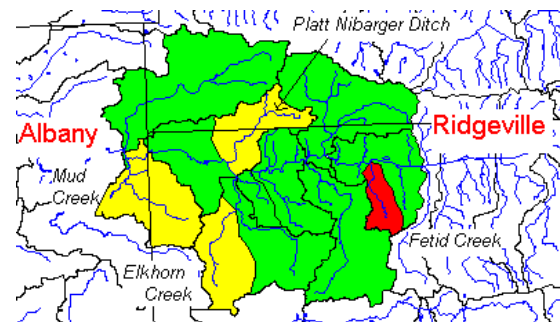 Platt Nibarger Ditch
Albany
Ridgeville
Mud
Creek
Fetid Creek
Elkhorn
Creek